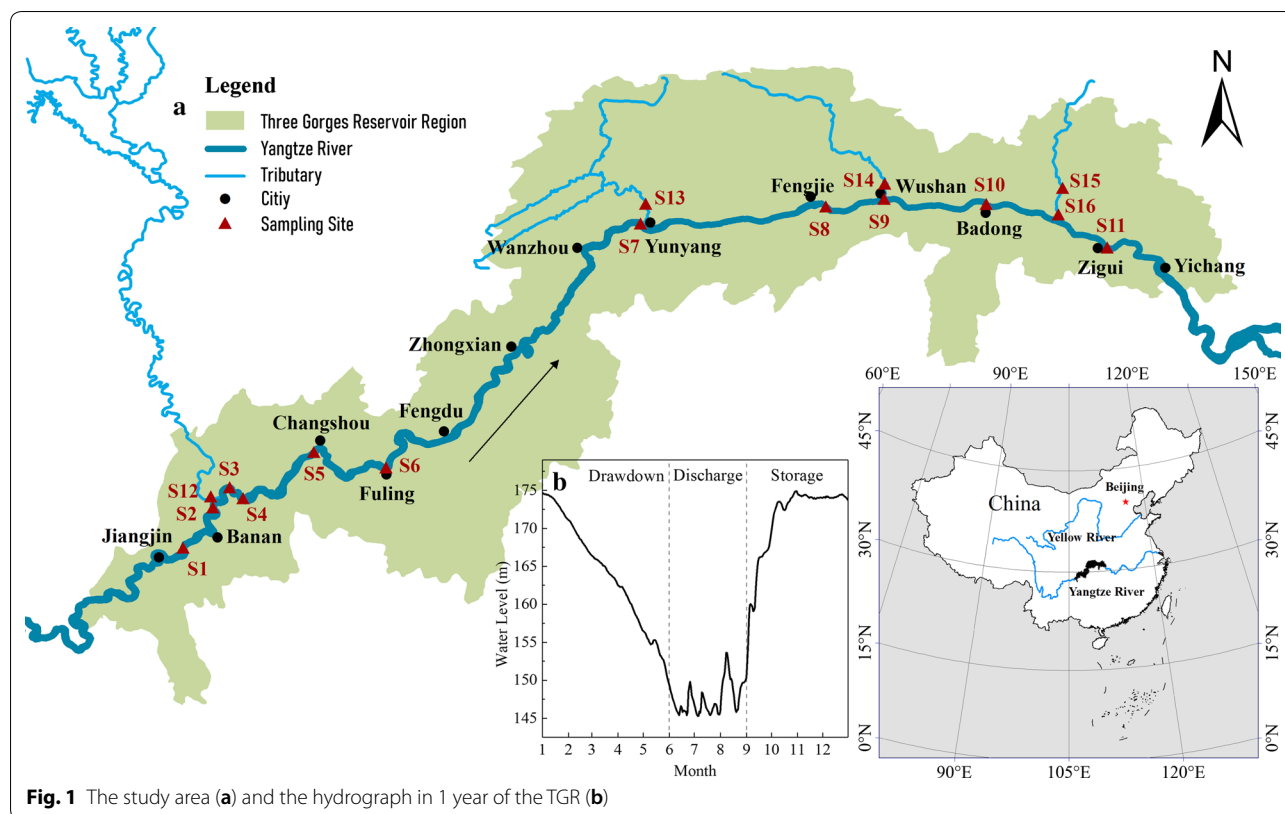 N
Legend
a
Three Gorges Reservoir Region
Yangtze River
Tributary
Citiy
Sampling Site
S14
Fengjie
Wushan
S10
S15
S13
S16
S8
S9
Badong
S11
S7
Yunyang
Wanzhou
Zigui
Yichang
Zhongxian
Changshou
Fengdu
S3
S5
S6
S12
S4
Fuling
S2
Jiangjin
Banan
S1
b
Drawdown
Discharge
Storage
175
170
165
160
155
150
145
Water Level (m)
1 2 3 4 5 6 7 8 9 10 11 12
Month
60°E 90°E 120°E 150°E
45°N
30°N
15°N
0°N
45°N
30°N
15°N
0°N
China
Beijing
Yellow River
Yangtze River
90°E 105°E 120°E
Fig. 1 The study area (a) and the hydrograph in 1 year of the TGR (b)